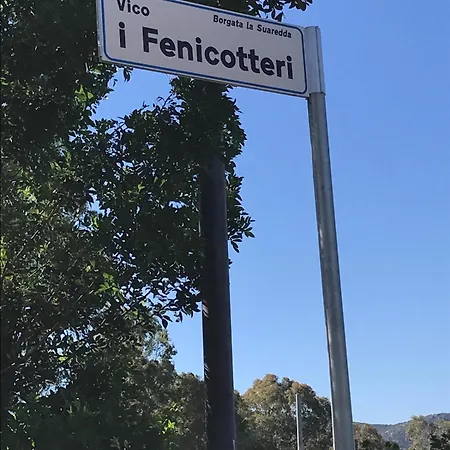 Vico
Borgata la Suaredda
i Fenicotteri